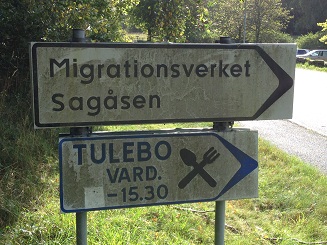 Migrationsverket
Sagåsen
TULEBO
VARD.
-15.30